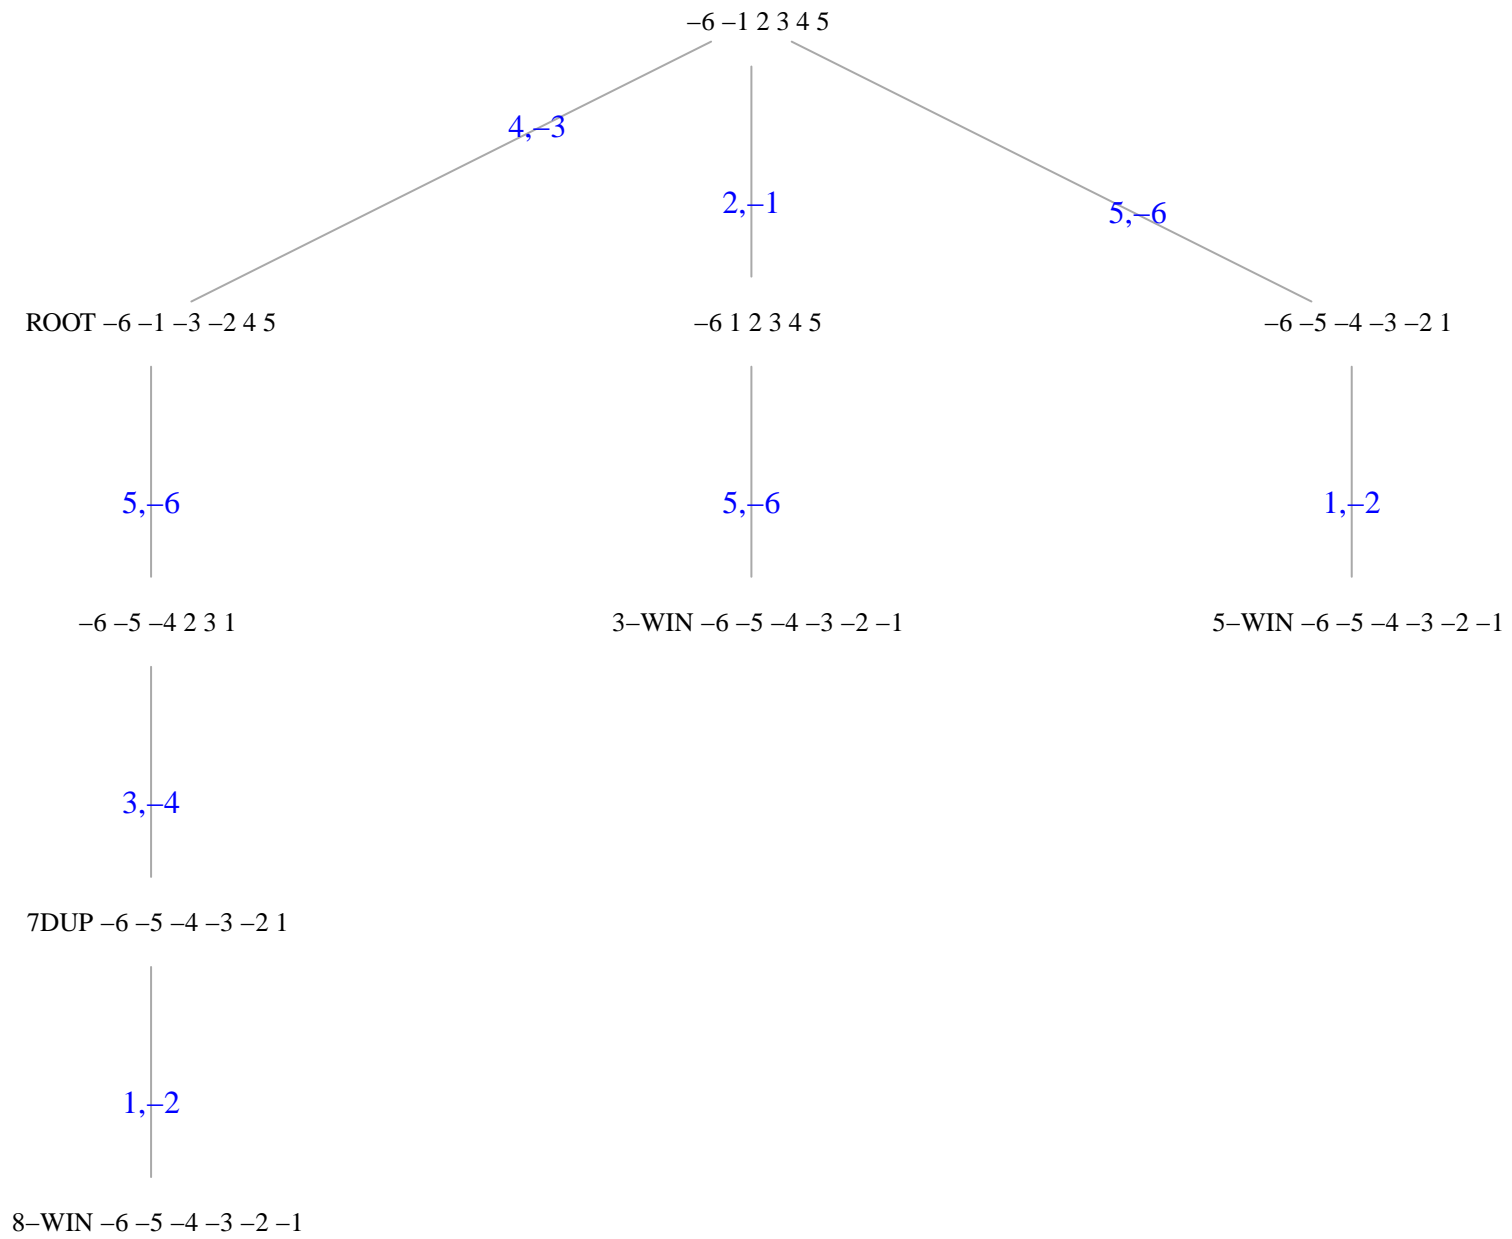 –6 –1 2 3 4 5
4,–3
2,–1
5,–6
ROOT –6 –1 –3 –2 4 5
–6 1 2 3 4 5
–6 –5 –4 –3 –2 1
5,–6
5,–6
1,–2
–6 –5 –4 2 3 1
3–WIN –6 –5 –4 –3 –2 –1
5–WIN –6 –5 –4 –3 –2 –1
3,–4
7DUP –6 –5 –4 –3 –2 1
1,–2
8–WIN –6 –5 –4 –3 –2 –1